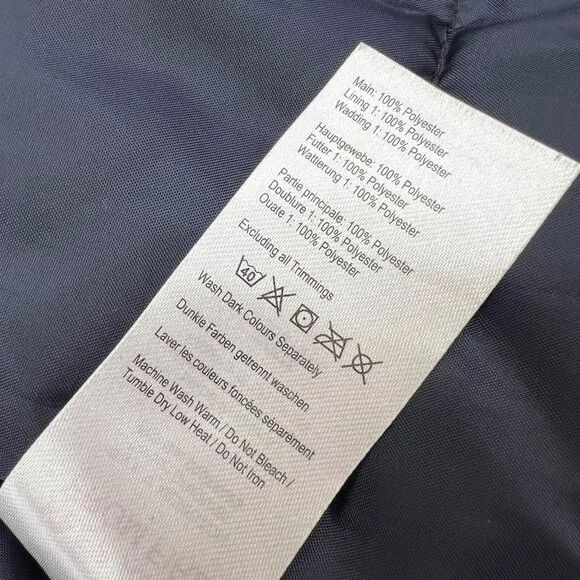 Main: 100% Polyester
Lining 1: 100% Polyester
Wadding 1: 100% Polyester
Hauptgewebe: 100% Polyester
Futter 1: 100% Polyester
Wattierung 1: 100% Polyester
Partie principale: 100% Polyester
Doublure 1: 100% Polyester
Ouate 1: 100% Polyester
Excluding all Trimmings
40
Wash Dark Colours Separately
Dunkle Farben getrennt waschen
Laver les couleurs foncées séparement
Machine Wash Warm / Do Not Bleach /
Tumble Dry Low Heat / Do Not Iron